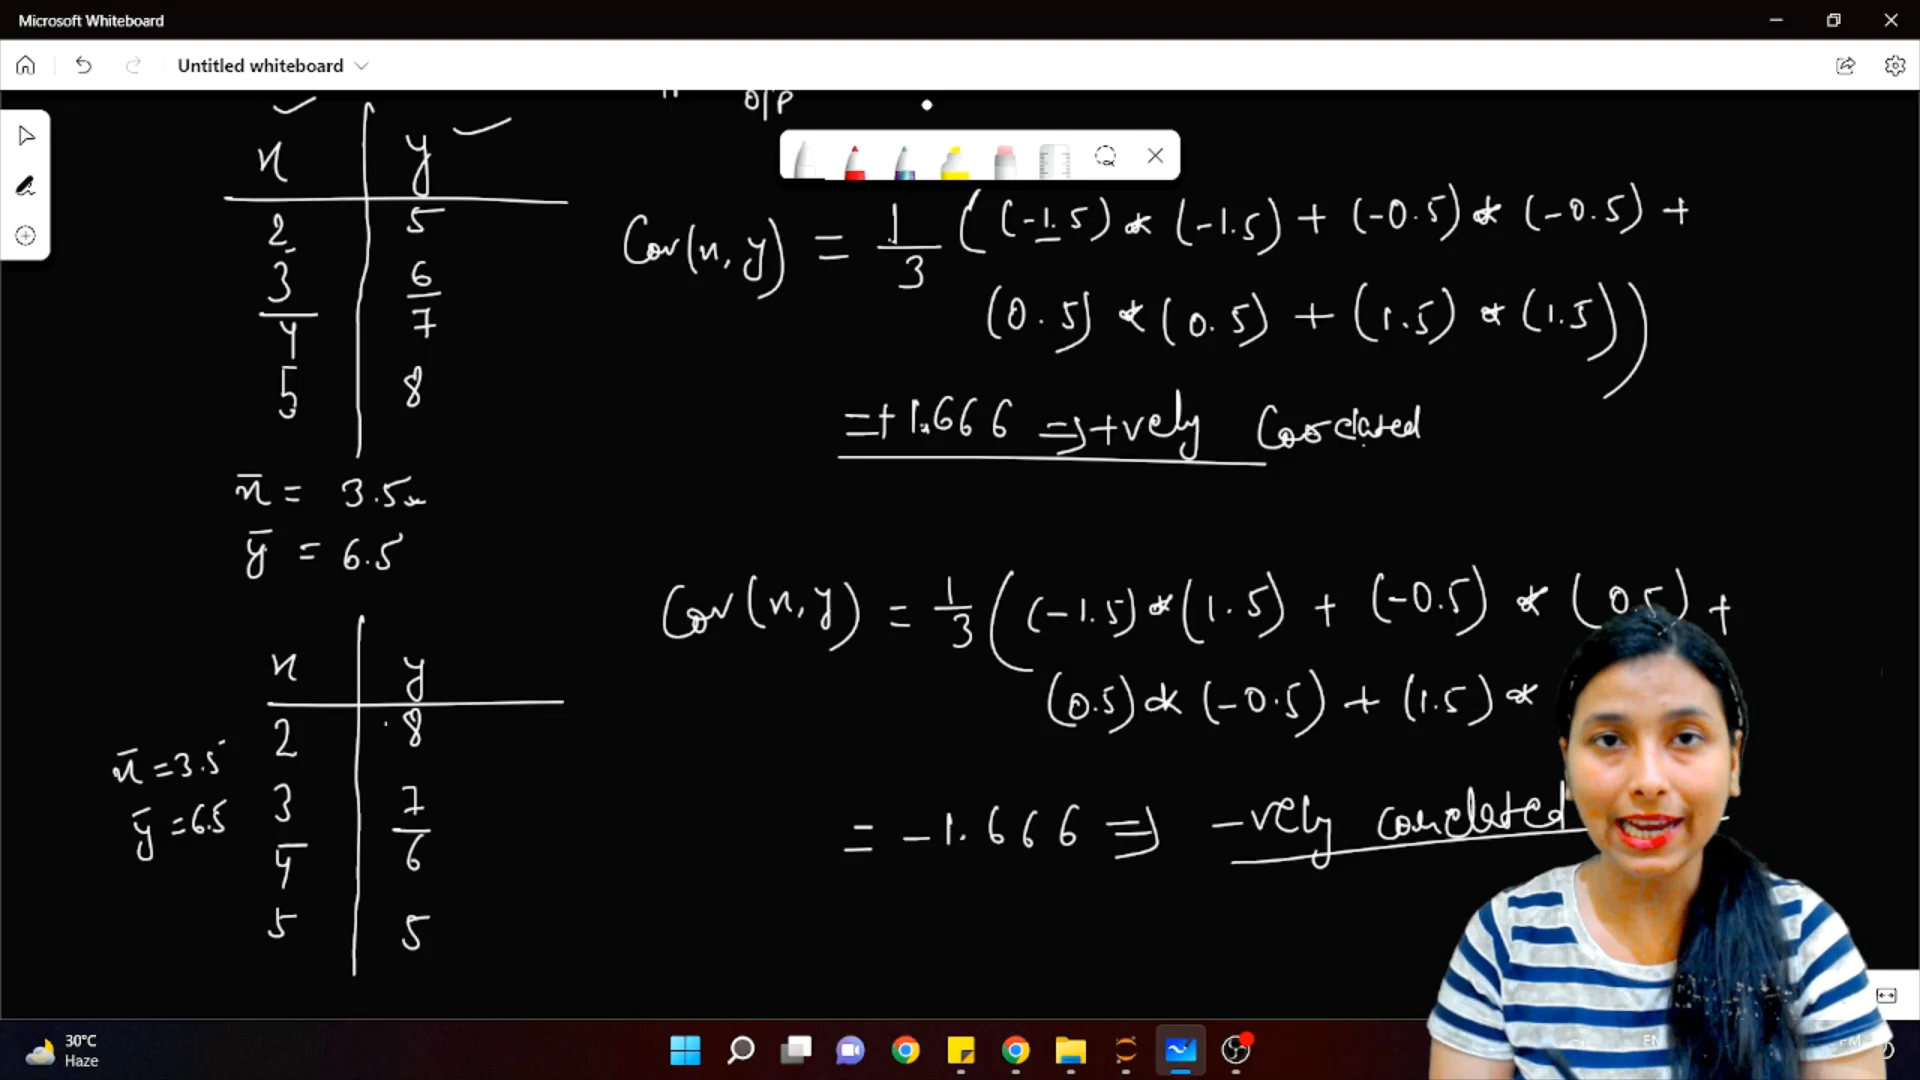 Microsoft Whiteboard
Untitled whiteboard
O/P
x y
2 5
3 6
4 7
5 8
x̄ = 3.5
ȳ = 6.5
Cov(x, y) = 1/3 ((-1.5) * (-1.5) + (-0.5) * (-0.5) +
(0.5) * (0.5) + (1.5) * (1.5))
= +1.666 => +vely Correlated
x y
2 8
3 7
4 6
5 5
x̄ = 3.5
ȳ = 6.5
Cov(x, y) = 1/3 ((-1.5) * (1.5) + (-0.5) * (0.5) +
(0.5) * (-0.5) + (1.5) *
= -1.666 => -vely correlated
30°C
Haze